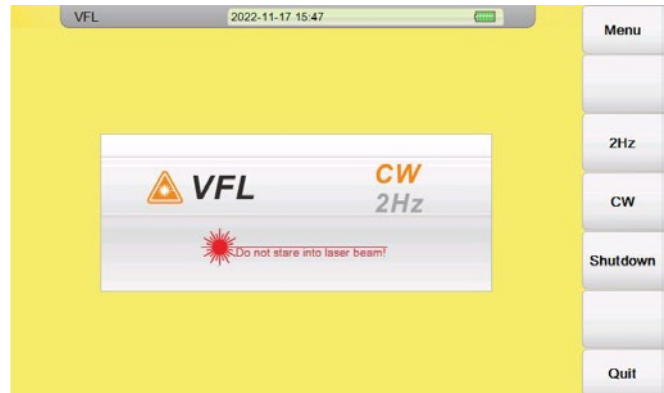 VFL 2022-11-17 15:47
Menu
2Hz
CW
Shutdown
Quit
VFL
CW
2Hz
Do not stare into laser beam!